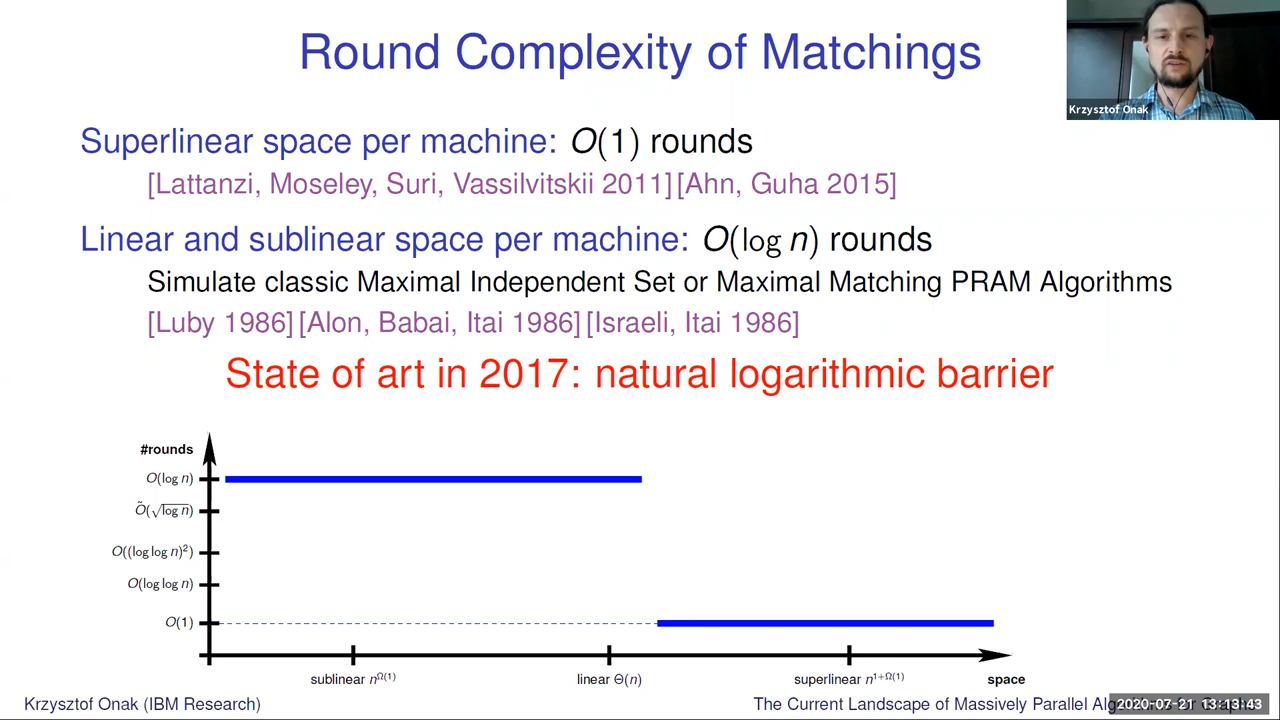 Round Complexity of Matchings
Krzysztof Onak
Superlinear space per machine: O(1) rounds
[Lattanzi, Moseley, Suri, Vassilvitskii 2011][Ahn, Guha 2015]
Linear and sublinear space per machine: O(log n) rounds
Simulate classic Maximal Independent Set or Maximal Matching PRAM Algorithms
[Luby 1986][Alon, Babai, Itai 1986][Israeli, Itai 1986]
State of art in 2017: natural logarithmic barrier
#rounds
O(log n)
Õ(√log n)
O((log log n)²)
O(log log n)
O(1)
sublinear n^Ω(1)
linear Θ(n)
superlinear n^1+Ω(1)
space
Krzysztof Onak (IBM Research)
The Current Landscape of Massively Parallel
2020-07-21 13:13:43